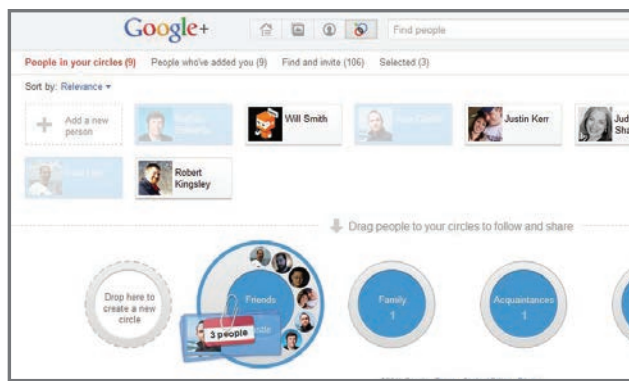 Google+
Find people
People in your circles (9) People who've added you (9) Find and invite (106) Selected (3)
Sort by: Relevance
Add a new
person
Will Smith
Justin Kerr
Jud
Sha
Robert
Kingsley
Drag people to your circles to follow and share
Drop here to
create a new
circle
Friends
3 people
Family
1
Acquaintances
1